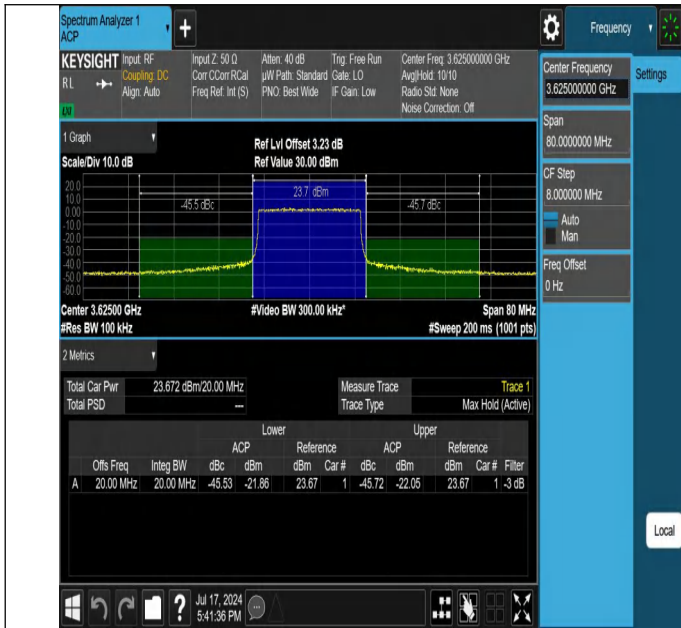 Spectrum Analyzer 1
ACP
Frequency
KEYSIGHT
Input: RF
Input Z: 50 Ω
Atten: 40 dB
Trig: Free Run
Center Freq: 3.625000000 GHz
RL
Coupling: DC
Corr CCorr RCal
µW Path: Standard
Gate: LO
Avg|Hold: 10/10
Align: Auto
Freq Ref: Int (S)
PNO: Best Wide
IF Gain: Low
Radio Std: None
LXI
Noise Correction: Off
Center Frequency
3.625000000 GHz
Settings
Span
80.0000000 MHz
CF Step
8.000000 MHz
Auto
Man
Freq Offset
0 Hz
Local
1 Graph
Ref Lvl Offset 3.23 dB
Scale/Div 10.0 dB
Ref Value 30.00 dBm
20.0
23.7 dBm
10.0
-45.5 dBc
-45.7 dBc
0.00
-10.0
-20.0
-30.0
-40.0
-50.0
-60.0
Center 3.62500 GHz
#Video BW 300.00 kHz*
Span 80 MHz
#Res BW 100 kHz
#Sweep 200 ms (1001 pts)
2 Metrics
Total Car Pwr 23.672 dBm/20.00 MHz
Measure Trace Trace 1
Total PSD ---
Trace Type Max Hold (Active)
Lower Upper
ACP Reference ACP Reference
Offs Freq Integ BW dBc dBm dBm Car # dBc dBm dBm Car # Filter
A 20.00 MHz 20.00 MHz -45.53 -21.86 23.67 1 -45.72 -22.05 23.67 1 -3 dB
Jul 17, 2024
5:41:36 PM